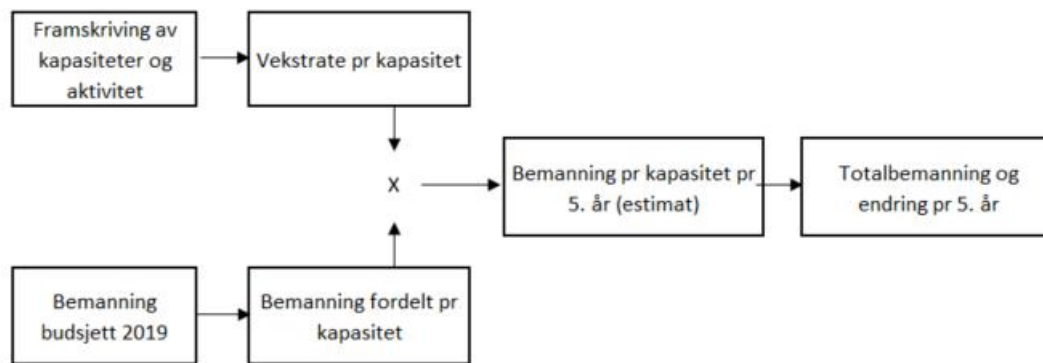 Framskriving av
kapasiteter og
aktivitet
Vekstrate pr kapasitet
X
Bemanning pr kapasitet pr
5. år (estimat)
Totalbemanning og
endring pr 5. år
Bemanning
budsjett 2019
Bemanning fordelt pr
kapasitet